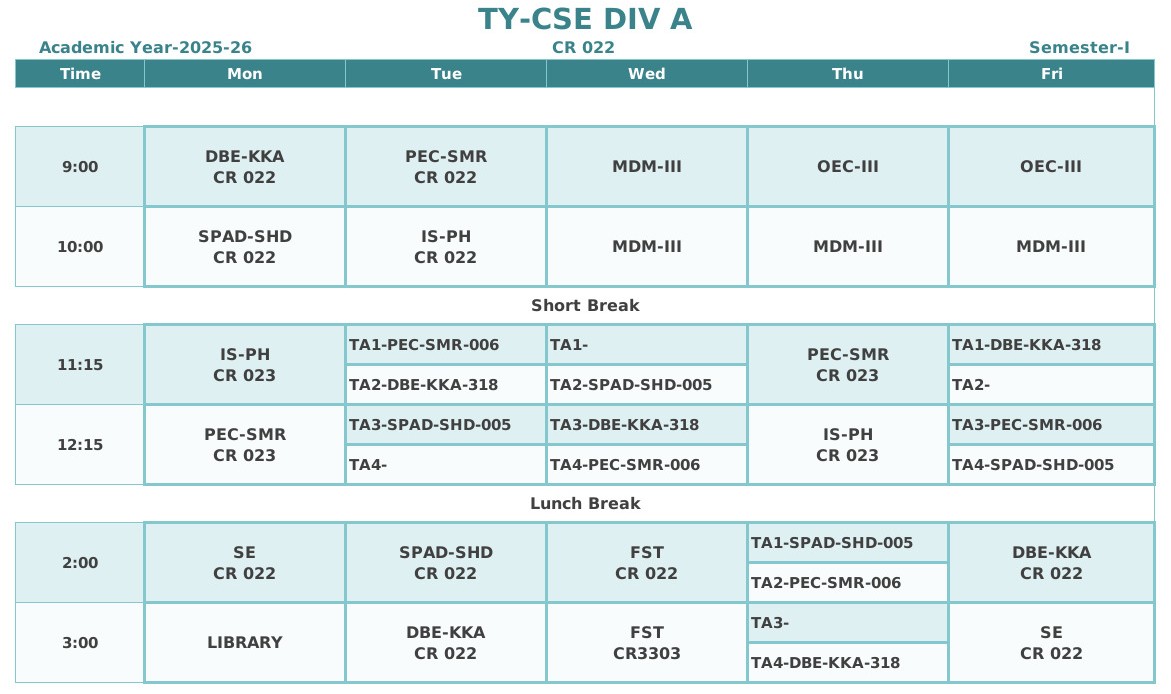 TY-CSE DIV A
Academic Year-2025-26 CR 022 Semester-I
Time Mon Tue Wed Thu Fri
9:00
DBE-KKA
CR 022
PEC-SMR
CR 022
MDM-III
OEC-III
OEC-III
10:00
SPAD-SHD
CR 022
IS-PH
CR 022
MDM-III
MDM-III
MDM-III
Short Break
11:15
IS-PH
CR 023
TA1-PEC-SMR-006
TA2-DBE-KKA-318
TA1-
TA2-SPAD-SHD-005
PEC-SMR
CR 023
TA1-DBE-KKA-318
TA2-
12:15
PEC-SMR
CR 023
TA3-SPAD-SHD-005
TA4-
TA3-DBE-KKA-318
TA4-PEC-SMR-006
IS-PH
CR 023
TA3-PEC-SMR-006
TA4-SPAD-SHD-005
Lunch Break
2:00
SE
CR 022
SPAD-SHD
CR 022
FST
CR 022
TA1-SPAD-SHD-005
TA2-PEC-SMR-006
DBE-KKA
CR 022
3:00
LIBRARY
DBE-KKA
CR 022
FST
CR3303
TA3-
TA4-DBE-KKA-318
SE
CR 022